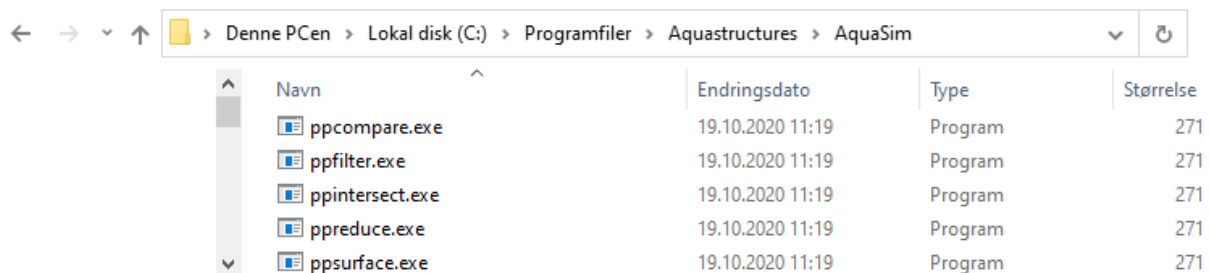 Denne PCen > Lokal disk (C:) > Programfiler > Aquastructures > AquaSim
Navn Endringsdato Type Størrelse
ppcompare.exe 19.10.2020 11:19 Program 271
ppfilter.exe 19.10.2020 11:19 Program 271
ppintersect.exe 19.10.2020 11:19 Program 271
ppreduce.exe 19.10.2020 11:19 Program 271
ppsurface.exe 19.10.2020 11:19 Program 271